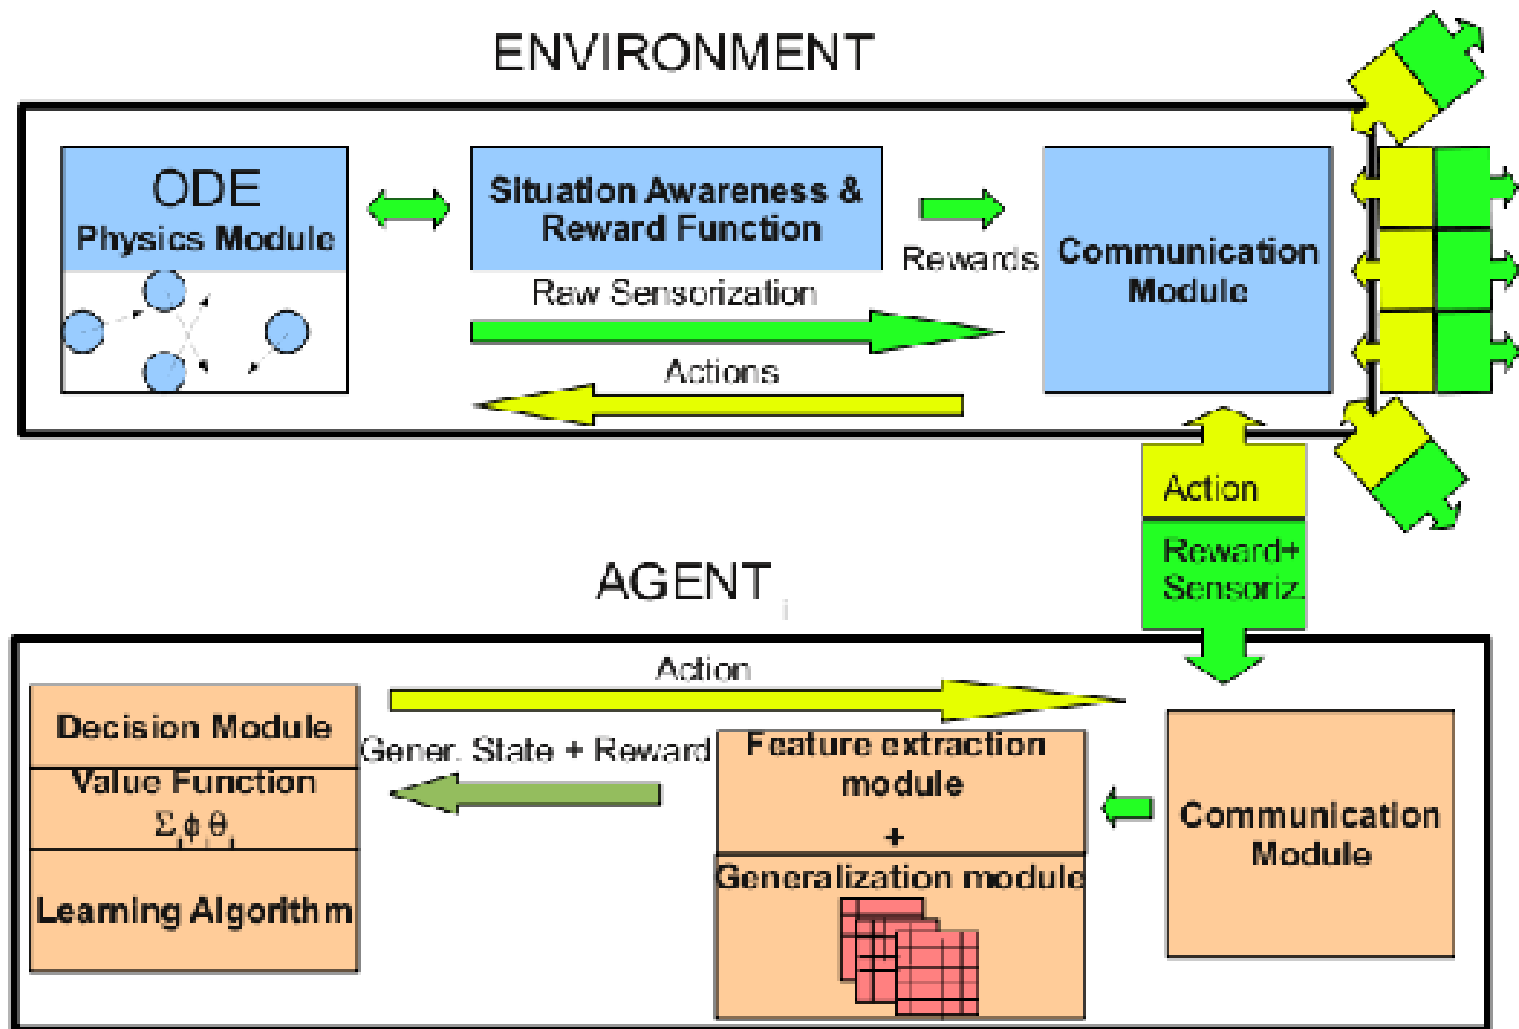 ENVIRONMENT
ODE
Physics Module
Situation Awareness &
Reward Function
Rewards
Communication
Module
Raw Sensorization
Actions
Action
Reward+
Sensoriz.
AGENT i
Action
Decision Module
Gener. State + Reward
Value Function
Σiϕiθi
Learning Algorithm
Feature extraction
module
+
Generalization module
Communication
Module